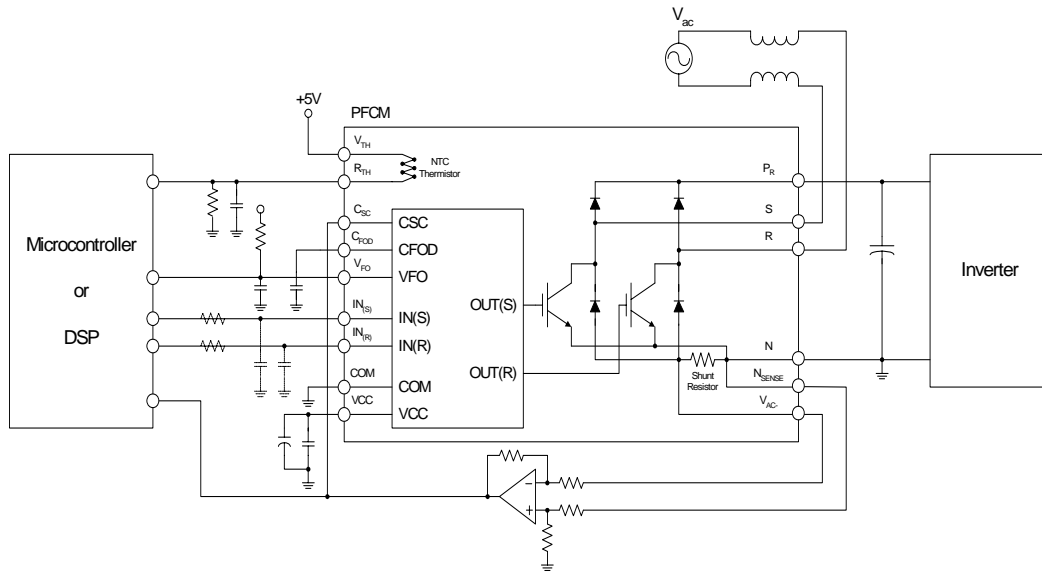 V_ac
+5V
PFCM
V_TH
NTC
Thermistor
R_TH
P_R
C_SC
CSC
S
C_FOD
CFOD
R
V_FO
VFO
Microcontroller
or
DSP
Inverter
IN_(S)
IN(S)
OUT(S)
IN_(R)
IN(R)
N
COM
COM
OUT(R)
Shunt
Resistor
N_SENSE
VCC
VCC
V_AC-
−
+